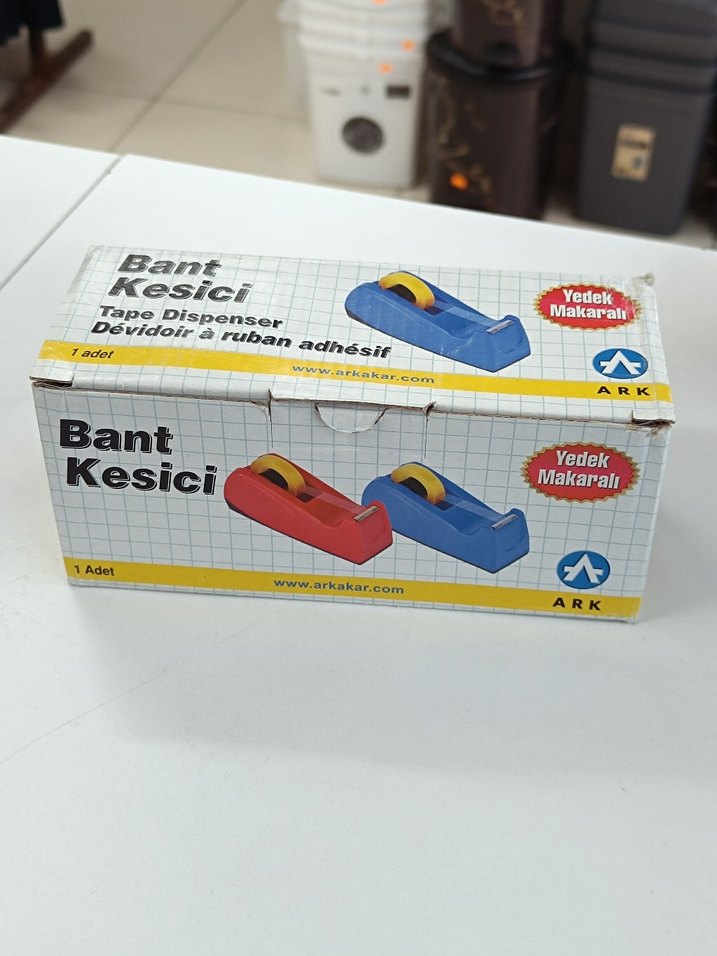 Bant
Kesici
Tape Dispenser
Dévidoir à ruban adhésif
1 adet
www.arkakar.com
Yedek
Makaralı
ARK
Bant
Kesici
1 Adet
www.arkakar.com
Yedek
Makaralı
ARK